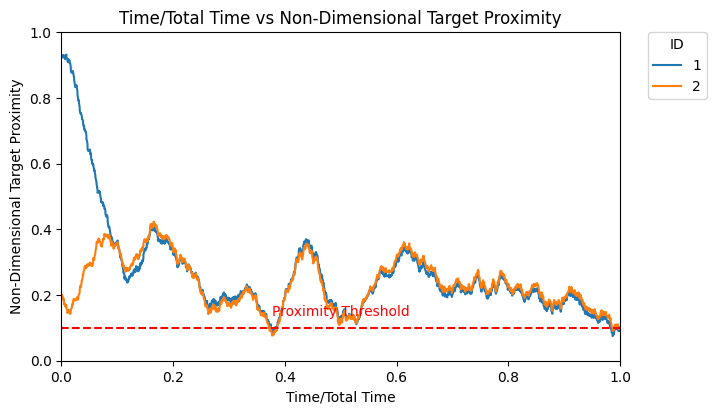 Time/Total Time vs Non-Dimensional Target Proximity
ID
1
2
Non-Dimensional Target Proximity
1.0
0.8
0.6
0.4
0.2
0.0
Proximity Threshold
0.0 0.2 0.4 0.6 0.8 1.0
Time/Total Time